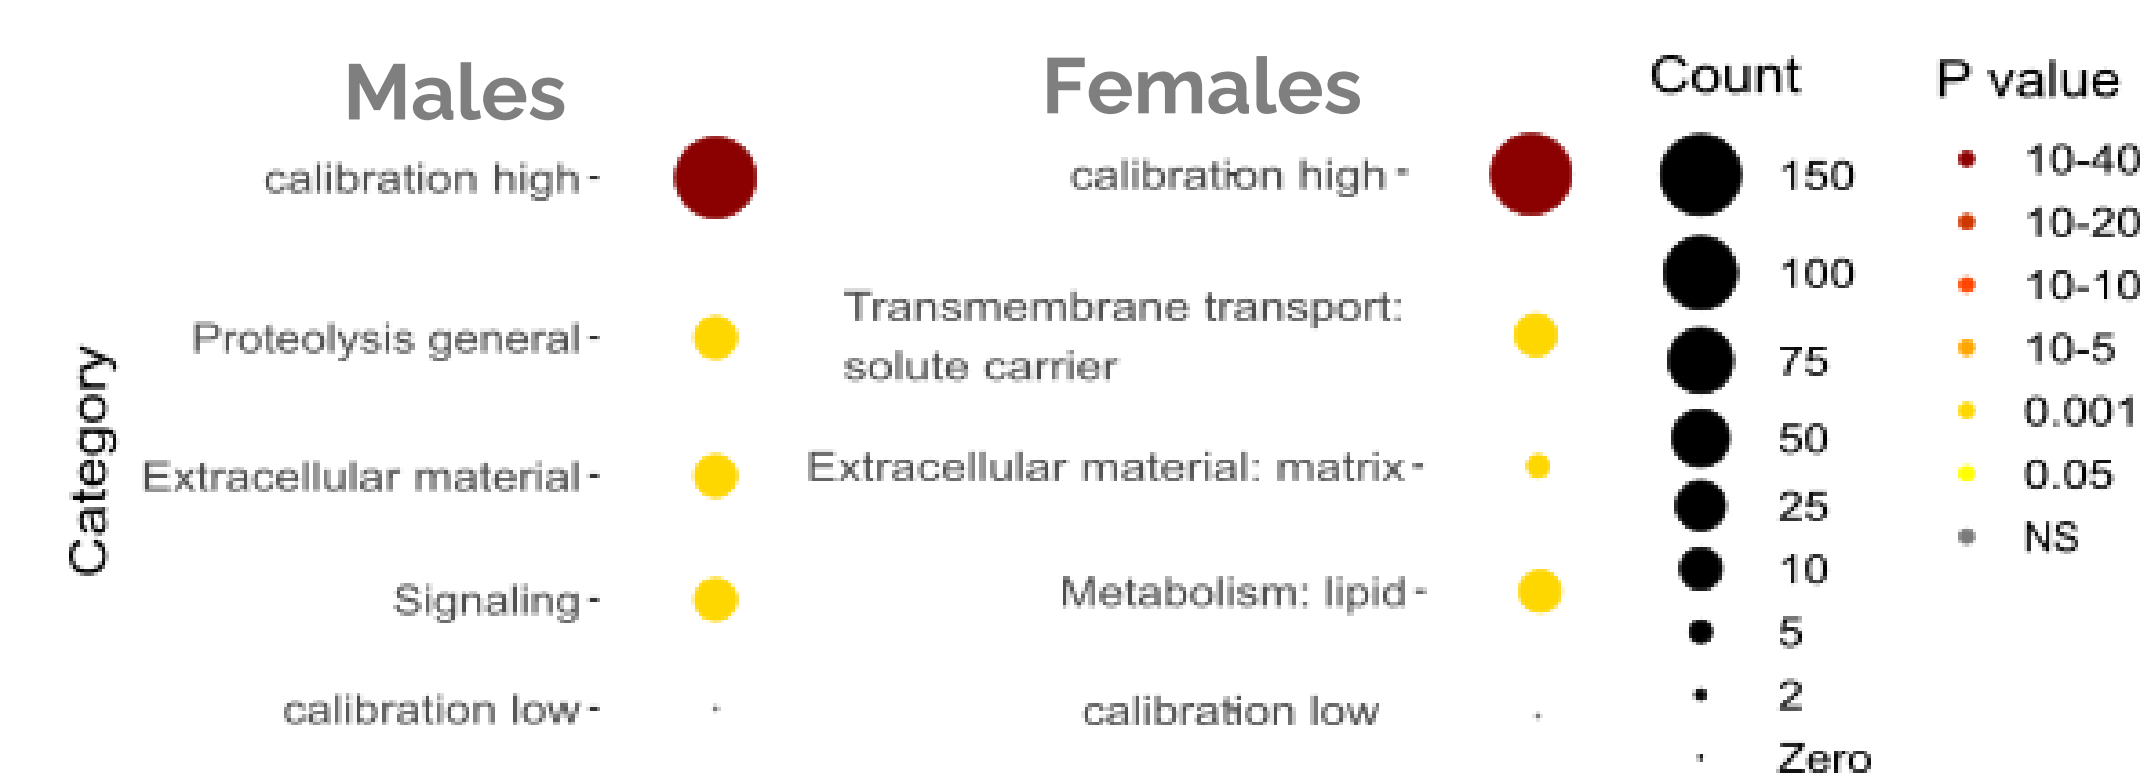 Males
Females
Count
P value
Category
calibration high
Proteolysis general
Extracellular material
Signaling
calibration low
calibration high
Transmembrane transport:
solute carrier
Extracellular material: matrix
Metabolism: lipid
calibration low
150
100
75
50
25
10
5
2
Zero
10-40
10-20
10-10
10-5
0.001
0.05
NS